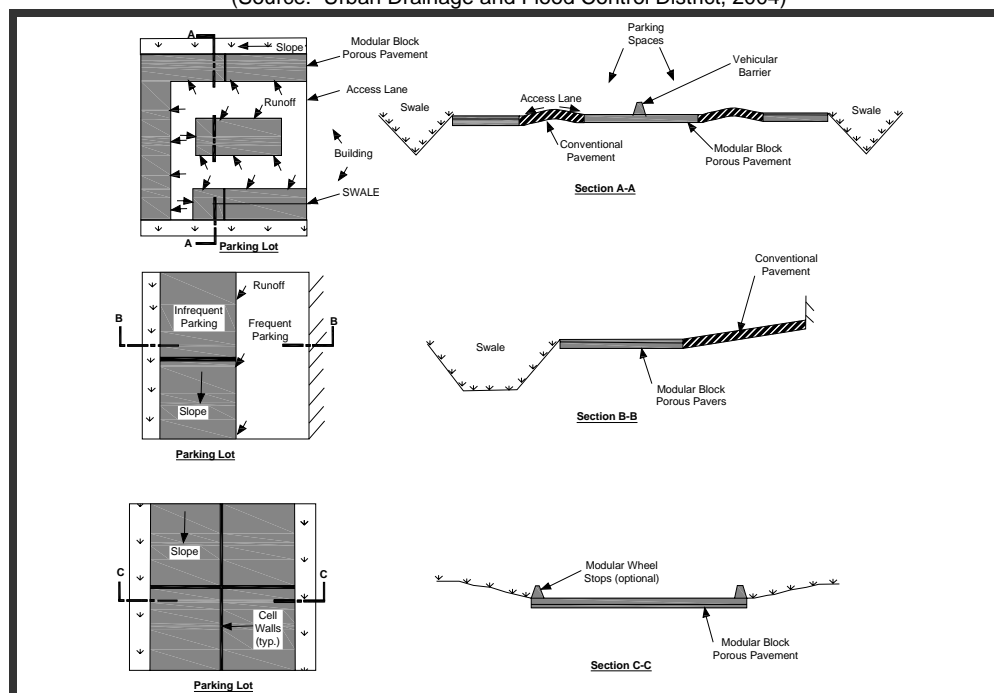 (Source: Urban Drainage and Flood Control District, 2004)
A
Slope
Modular Block
Porous Pavement
Access Lane
Runoff
Building
SWALE
A
Parking Lot
Parking
Spaces
Vehicular
Barrier
Swale
Access Lane
Swale
Conventional
Pavement
Modular Block
Porous Pavement
Section A-A
B
Infrequent
Parking
Runoff
Frequent
Parking
B
Slope
Parking Lot
Conventional
Pavement
Swale
Modular Block
Porous Pavers
Section B-B
Slope
C
C
Cell
Walls
(typ.)
Parking Lot
Modular Wheel
Stops (optional)
Modular Block
Porous Pavement
Section C-C